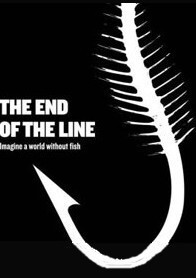 THE END
OF THE LINE
Imagine a world without fish